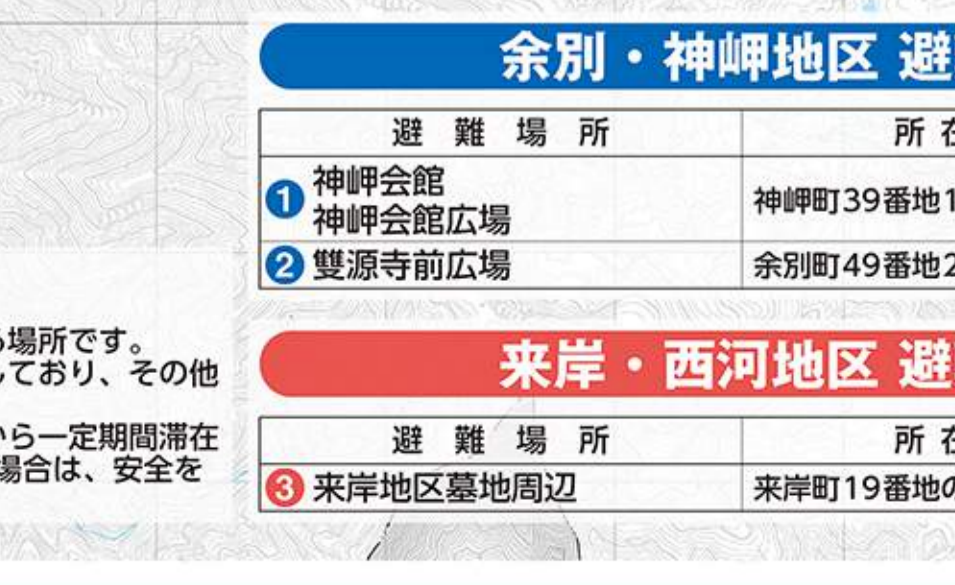 余別・神岬地区 避
避難場所 所在
① 神岬会館 神岬町39番地1
神岬会館広場
② 雙源寺前広場 余別町49番地2
場所です。
ており、その他
から一定期間滞在
場合は、安全を
来岸・西河地区 避
避難場所 所在
③ 来岸地区墓地周辺 来岸町19番地の